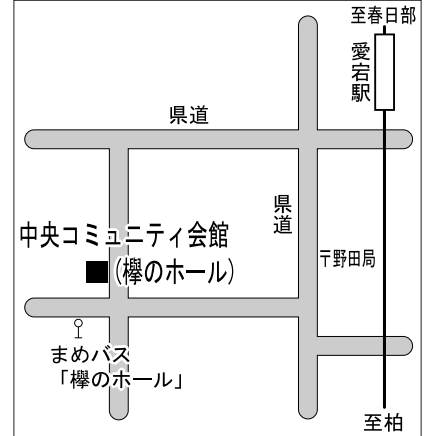 至春日部
愛宕駅
県道
県道
中央コミュニティ会館
(欅のホール)
〒野田局
まめバス
「欅のホール」
至柏